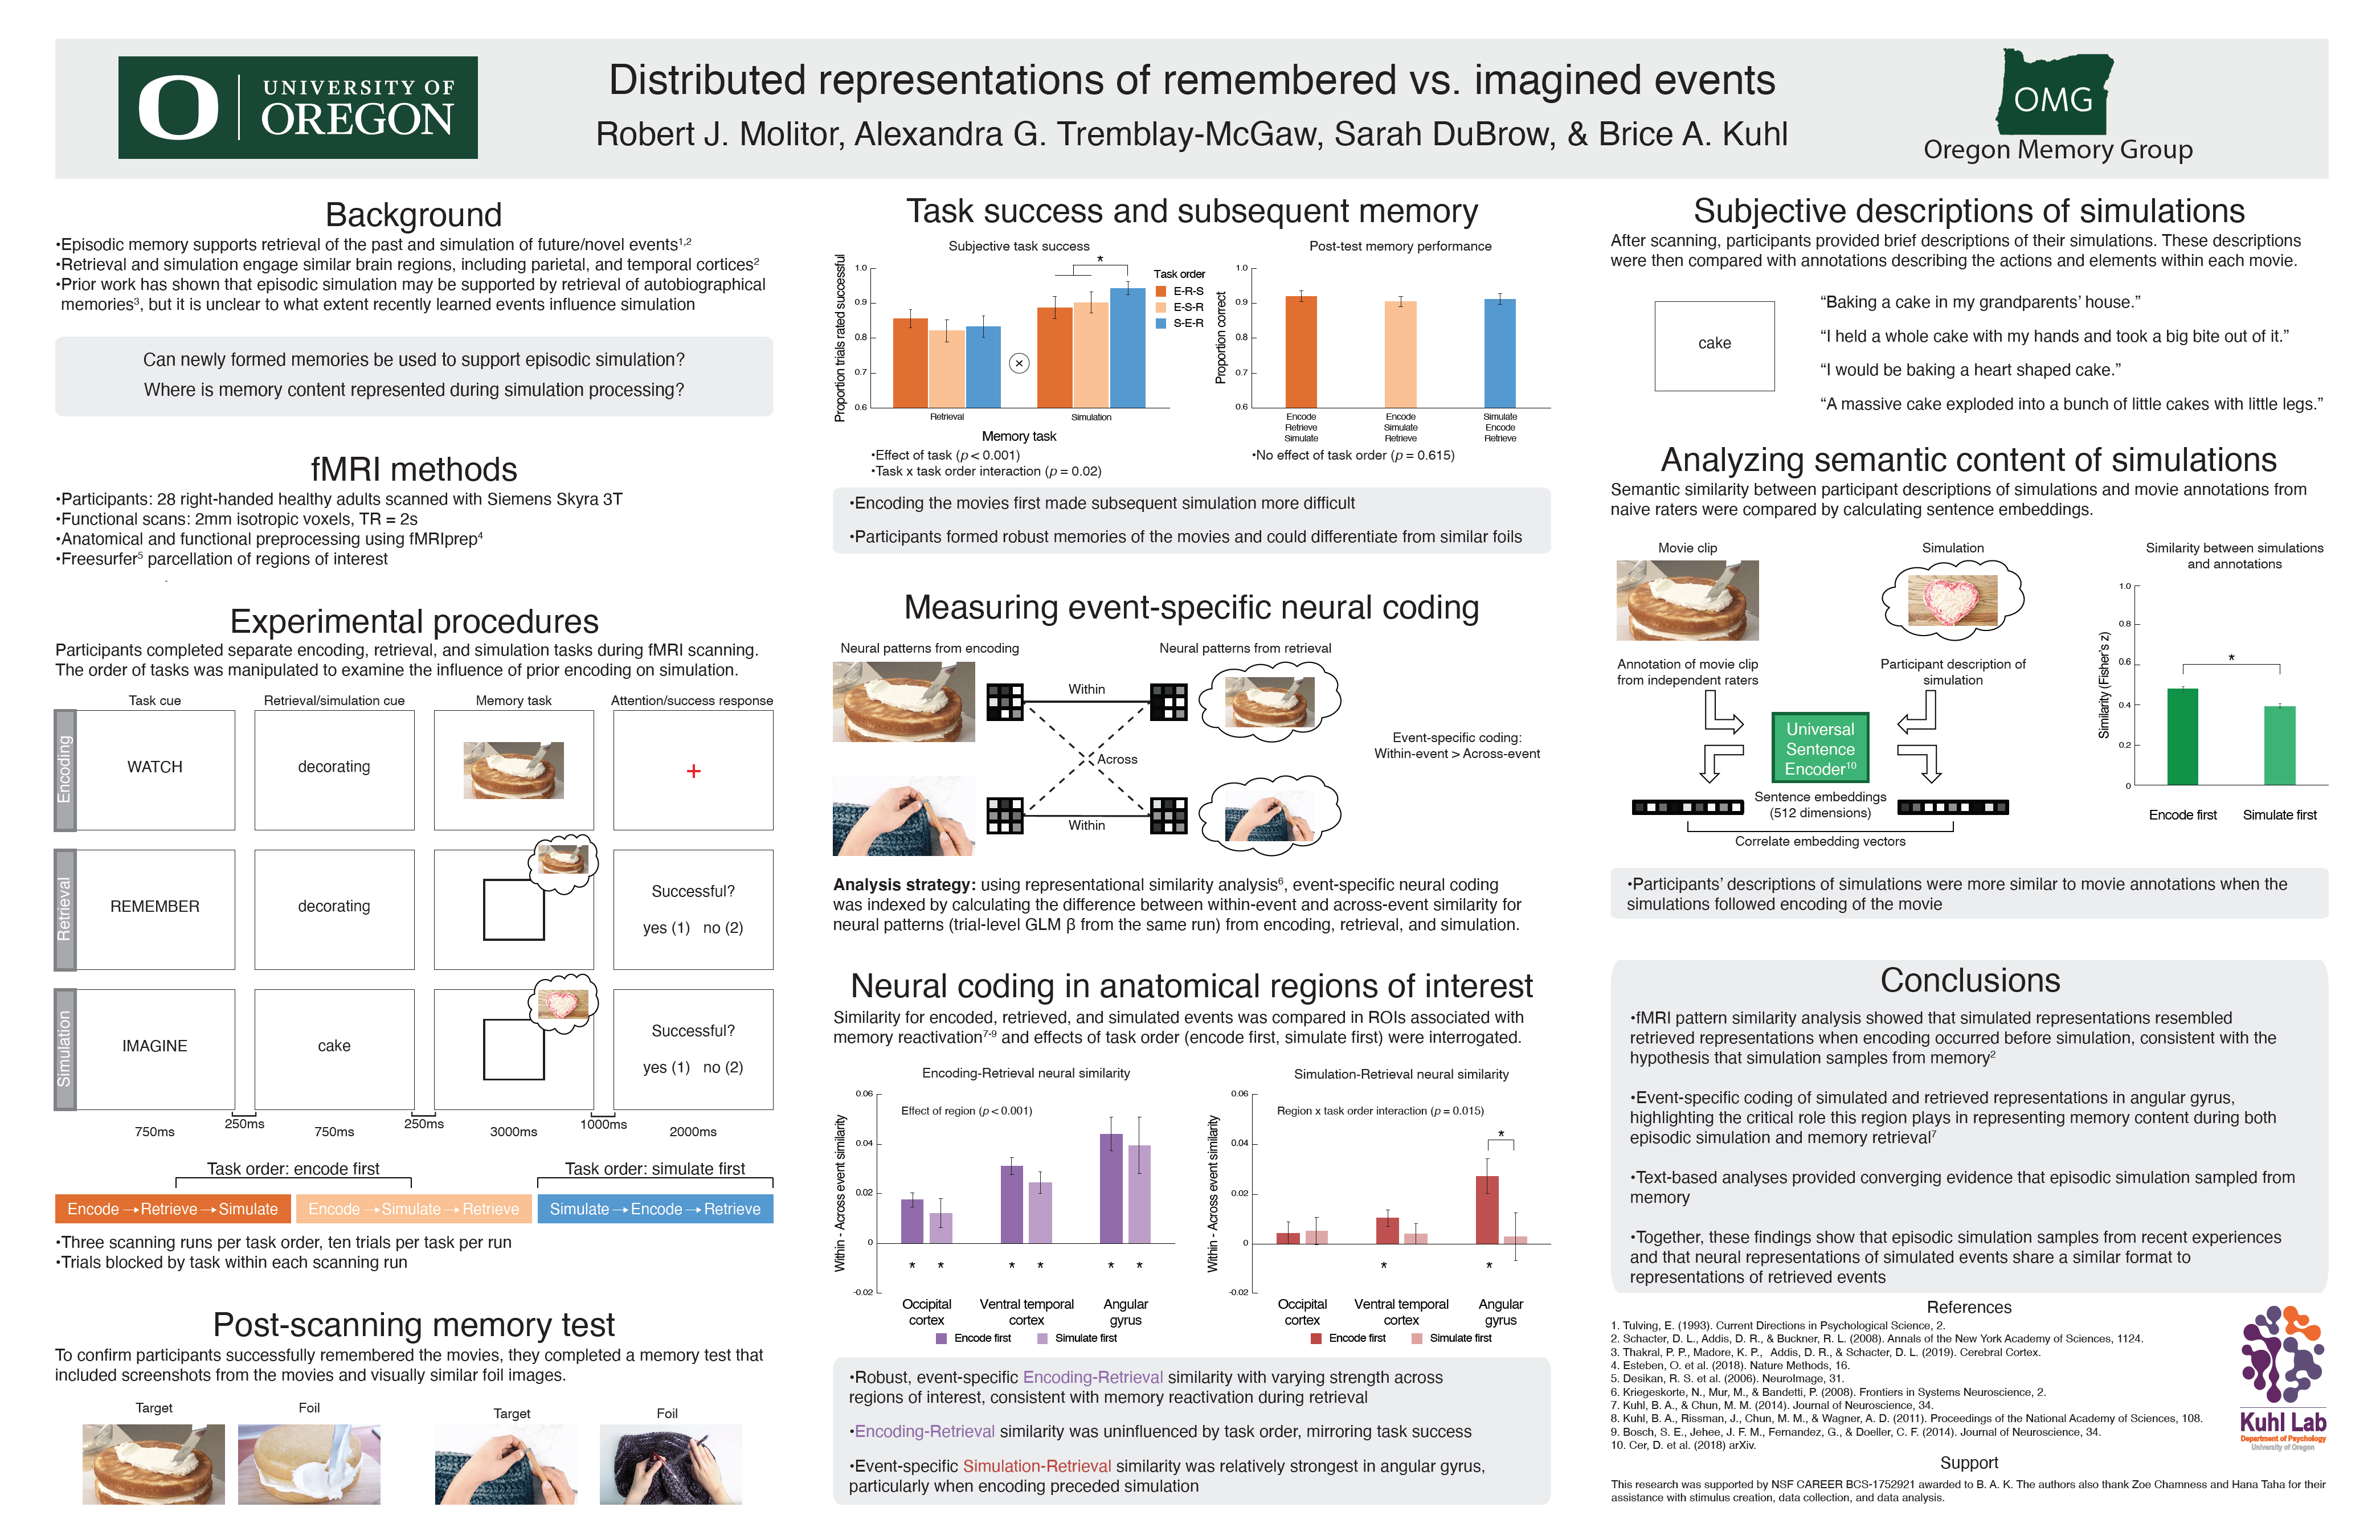 UNIVERSITY OF
OREGON
Distributed representations of remembered vs. imagined events
Robert J. Molitor, Alexandra G. Tremblay-McGaw, Sarah DuBrow, & Brice A. Kuhl
OMG
Oregon Memory Group
Background
•Episodic memory supports retrieval of the past and simulation of future/novel events1,2
•Retrieval and simulation engage similar brain regions, including parietal, and temporal cortices2
•Prior work has shown that episodic simulation may be supported by retrieval of autobiographical
memories3, but it is unclear to what extent recently learned events influence simulation
Can newly formed memories be used to support episodic simulation?
Where is memory content represented during simulation processing?
fMRI methods
•Participants: 28 right-handed healthy adults scanned with Siemens Skyra 3T
•Functional scans: 2mm isotropic voxels, TR = 2s
•Anatomical and functional preprocessing using fMRIprep4
•Freesurfer5 parcellation of regions of interest
Experimental procedures
Participants completed separate encoding, retrieval, and simulation tasks during fMRI scanning.
The order of tasks was manipulated to examine the influence of prior encoding on simulation.
Task cue Retrieval/simulation cue Memory task Attention/success response
Encoding
WATCH decorating +
Retrieval
REMEMBER decorating
Successful?
yes (1) no (2)
Simulation
IMAGINE cake
Successful?
yes (1) no (2)
750ms 250ms 750ms 250ms 3000ms 1000ms 2000ms
Task order: encode first Task order: simulate first
Encode → Retrieve → Simulate Encode → Simulate → Retrieve Simulate → Encode → Retrieve
•Three scanning runs per task order, ten trials per task per run
•Trials blocked by task within each scanning run
Post-scanning memory test
To confirm participants successfully remembered the movies, they completed a memory test that
included screenshots from the movies and visually similar foil images.
Target Foil Target Foil
Task success and subsequent memory
Subjective task success
Proportion trials rated successful
1.0
0.9
0.8
0.7
0.6
*
×
Task order
E-R-S
E-S-R
S-E-R
Retrieval Simulation
Memory task
•Effect of task (p < 0.001)
•Task x task order interaction (p = 0.02)
Post-test memory performance
Proportion correct
1.0
0.9
0.8
0.7
0.6
Encode Encode Simulate
Retrieve Simulate Encode
Simulate Retrieve Retrieve
•No effect of task order (p = 0.615)
•Encoding the movies first made subsequent simulation more difficult
•Participants formed robust memories of the movies and could differentiate from similar foils
Measuring event-specific neural coding
Neural patterns from encoding Neural patterns from retrieval
Within
Across
Within
Event-specific coding:
Within-event > Across-event
Analysis strategy: using representational similarity analysis6, event-specific neural coding
was indexed by calculating the difference between within-event and across-event similarity for
neural patterns (trial-level GLM β from the same run) from encoding, retrieval, and simulation.
Neural coding in anatomical regions of interest
Similarity for encoded, retrieved, and simulated events was compared in ROIs associated with
memory reactivation7-9 and effects of task order (encode first, simulate first) were interrogated.
Encoding-Retrieval neural similarity
Effect of region (p < 0.001)
Within - Across event similarity
0.06
0.04
0.02
0
-0.02
* * * * * *
Occipital Ventral temporal Angular
cortex cortex gyrus
Encode first Simulate first
Simulation-Retrieval neural similarity
Region x task order interaction (p = 0.015)
Within - Across event similarity
0.06
0.04
0.02
0
-0.02
*
* *
Occipital Ventral temporal Angular
cortex cortex gyrus
Encode first Simulate first
•Robust, event-specific Encoding-Retrieval similarity with varying strength across
regions of interest, consistent with memory reactivation during retrieval
•Encoding-Retrieval similarity was uninfluenced by task order, mirroring task success
•Event-specific Simulation-Retrieval similarity was relatively strongest in angular gyrus,
particularly when encoding preceded simulation
Subjective descriptions of simulations
After scanning, participants provided brief descriptions of their simulations. These descriptions
were then compared with annotations describing the actions and elements within each movie.
cake
“Baking a cake in my grandparents’ house.”
“I held a whole cake with my hands and took a big bite out of it.”
“I would be baking a heart shaped cake.”
“A massive cake exploded into a bunch of little cakes with little legs.”
Analyzing semantic content of simulations
Semantic similarity between participant descriptions of simulations and movie annotations from
naive raters were compared by calculating sentence embeddings.
Movie clip Simulation
Annotation of movie clip
from independent raters
Participant description of
simulation
Universal
Sentence
Encoder10
Sentence embeddings
(512 dimensions)
Correlate embedding vectors
Similarity between simulations
and annotations
Similarity (Fisher's z)
1.0
0.8
0.6
0.4
0.2
0
*
Encode first Simulate first
•Participants’ descriptions of simulations were more similar to movie annotations when the
simulations followed encoding of the movie
Conclusions
•fMRI pattern similarity analysis showed that simulated representations resembled
retrieved representations when encoding occurred before simulation, consistent with the
hypothesis that simulation samples from memory2
•Event-specific coding of simulated and retrieved representations in angular gyrus,
highlighting the critical role this region plays in representing memory content during both
episodic simulation and memory retrieval7
•Text-based analyses provided converging evidence that episodic simulation sampled from
memory
•Together, these findings show that episodic simulation samples from recent experiences
and that neural representations of simulated events share a similar format to
representations of retrieved events
References
1. Tulving, E. (1993). Current Directions in Psychological Science, 2.
2. Schacter, D. L., Addis, D. R., & Buckner, R. L. (2008). Annals of the New York Academy of Sciences, 1124.
3. Thakral, P. P., Madore, K. P., Addis, D. R., & Schacter, D. L. (2019). Cerebral Cortex.
4. Esteben, O. et al. (2018). Nature Methods, 16.
5. Desikan, R. S. et al. (2006). NeuroImage, 31.
6. Kriegeskorte, N., Mur, M., & Bandetti, P. (2008). Frontiers in Systems Neuroscience, 2.
7. Kuhl, B. A., & Chun, M. M. (2014). Journal of Neuroscience, 34.
8. Kuhl, B. A., Rissman, J., Chun, M. M., & Wagner, A. D. (2011). Proceedings of the National Academy of Sciences, 108.
9. Bosch, S. E., Jehee, J. F. M., Fernandez, G., & Doeller, C. F. (2014). Journal of Neuroscience, 34.
10. Cer, D. et al. (2018) arXiv.
Kuhl Lab
Department of Psychology
University of Oregon
Support
This research was supported by NSF CAREER BCS-1752921 awarded to B. A. K. The authors also thank Zoe Chamness and Hana Taha for their
assistance with stimulus creation, data collection, and data analysis.